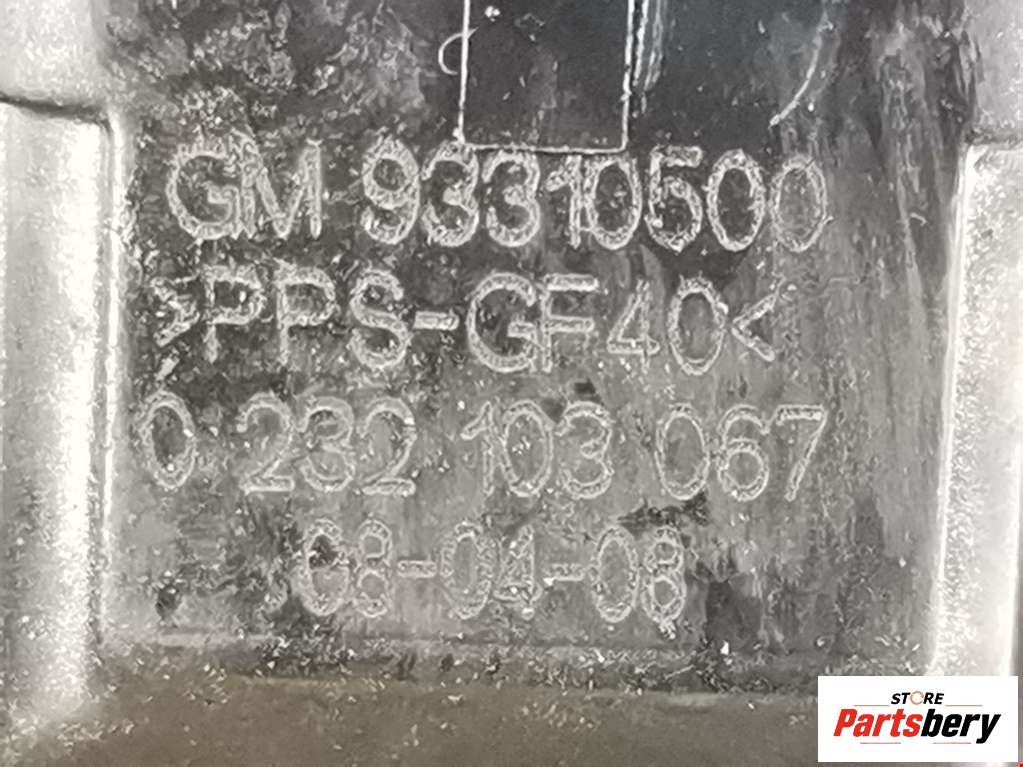 GM 93310500
>PPS-GF40<
0 232 103 067
08-04-08
STORE
Partsbery